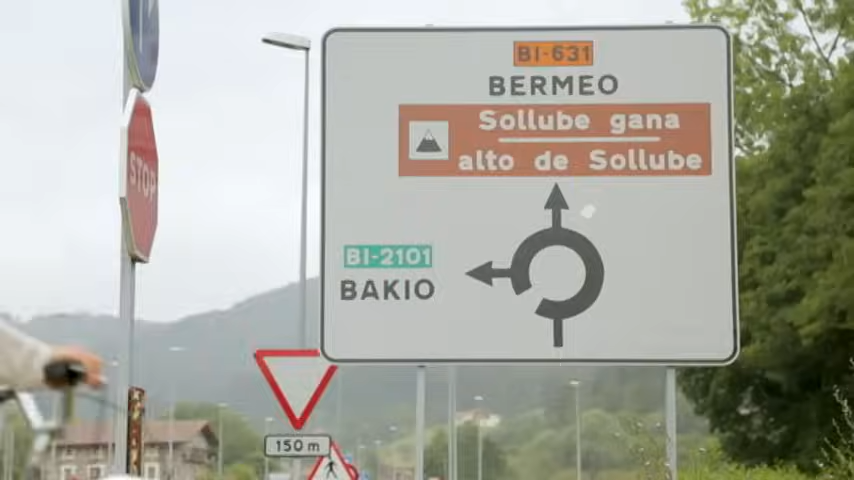 BI-631
BERMEO
Sollube gana
alto de Sollube
BI-2101
BAKIO
STOP
150 m